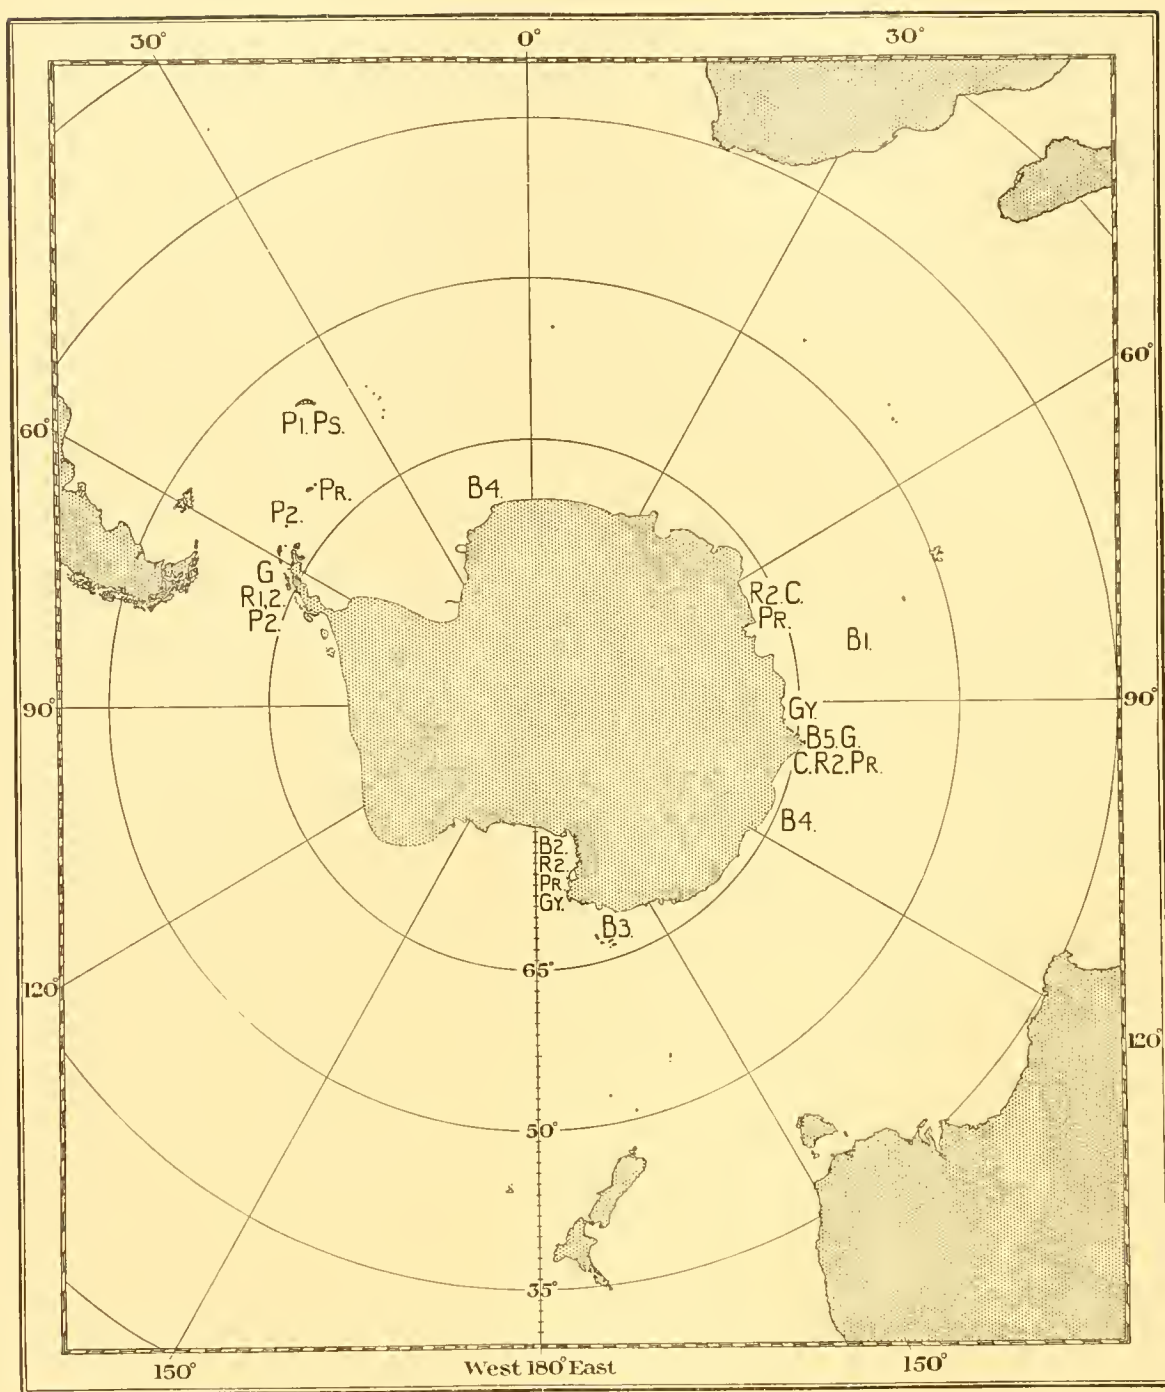 30° 0° 30°
60°
P1. Ps.
60°
B4.
Pr.
P2.
G
R1,2.
P2.
R2.C.
Pr.
B1.
90° 90°
Gy.
B5.G.
C.R2.Pr.
B4.
B2.
R2.
Pr.
Gy.
B3.
65°
120°
120°
50°
35°
150° West 180° East 150°